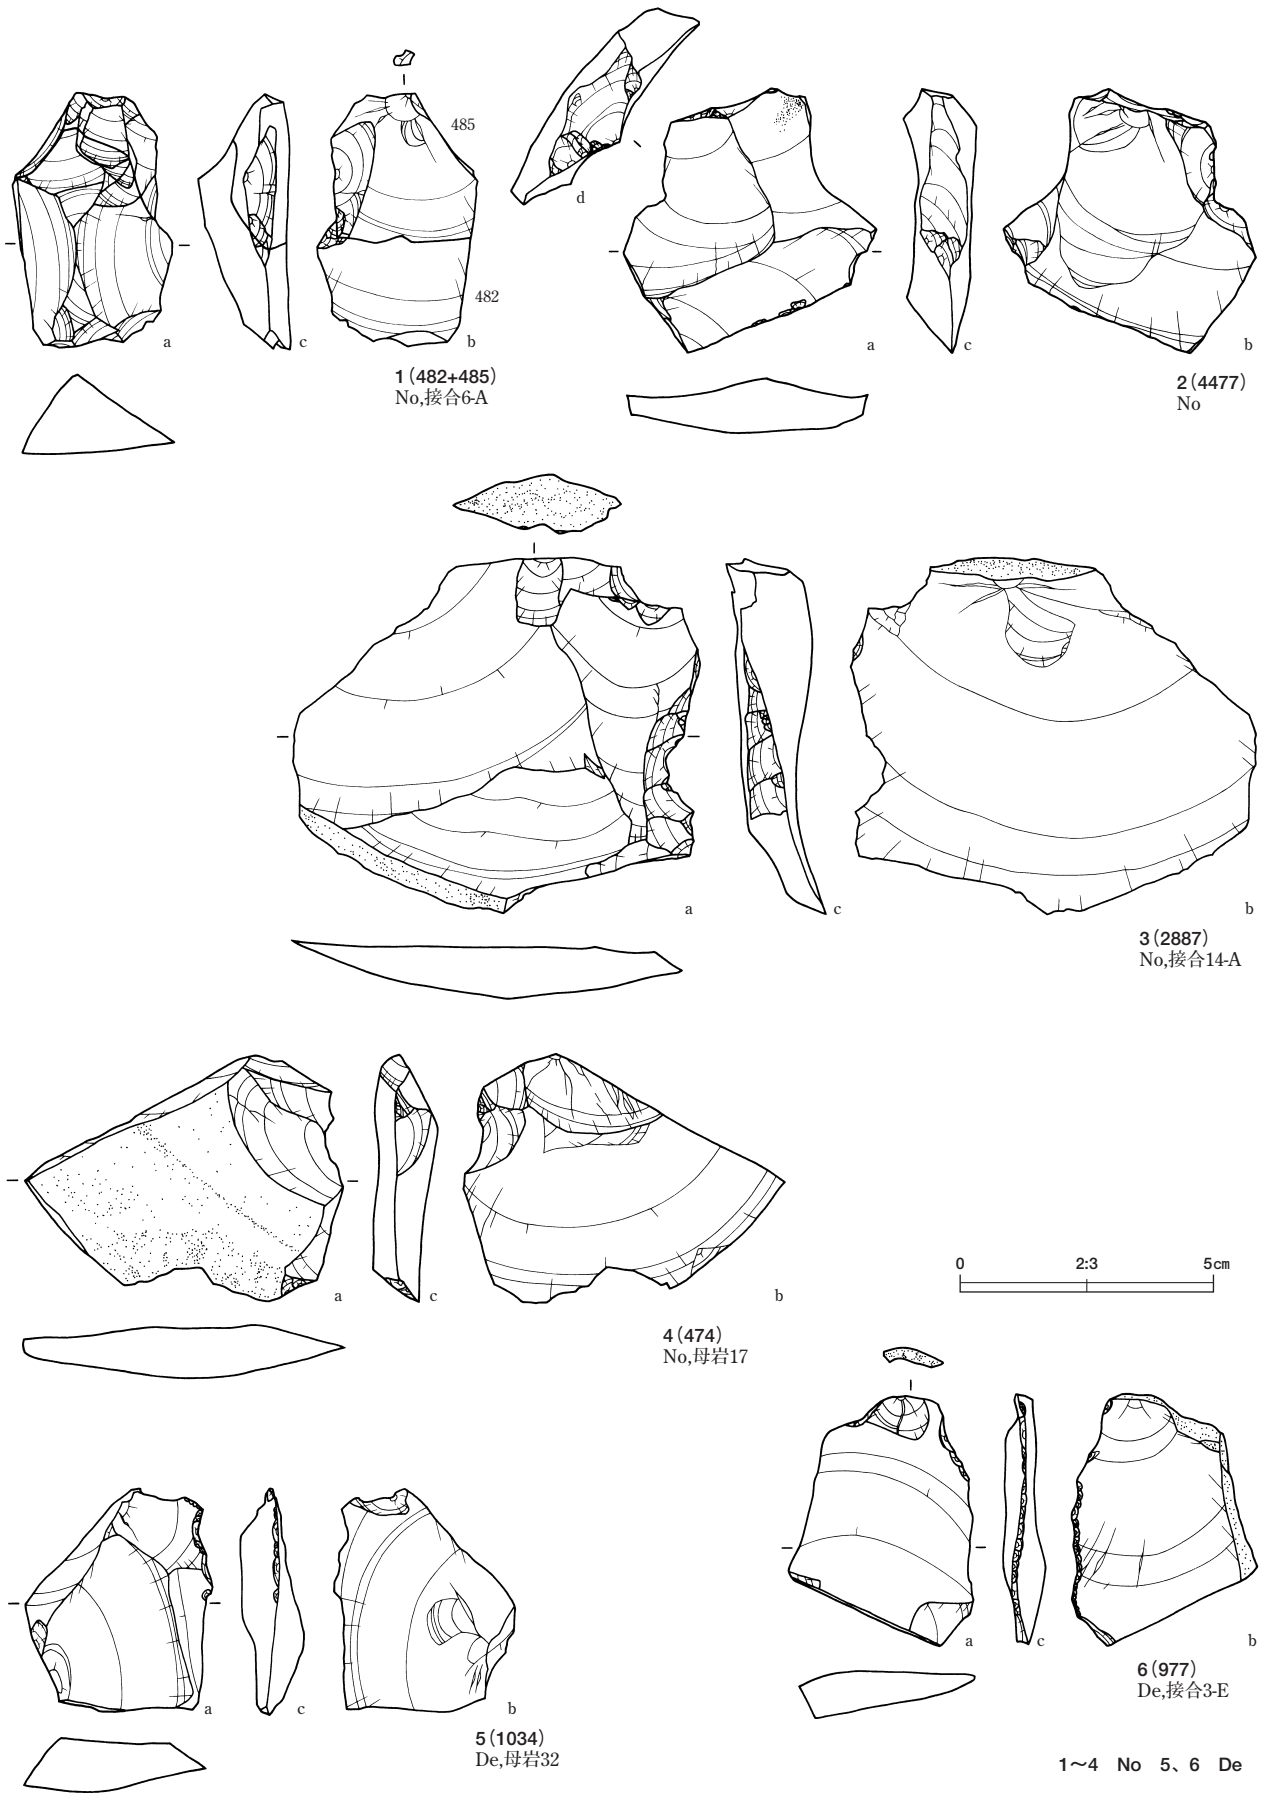 485
482
a
c
b
1（482+485）
No,接合6-A
d
a
c
b
2（4477）
No
a
c
b
3（2887）
No,接合14-A
a
c
b
4（474）
No,母岩17
0 2:3 5cm
a
c
b
5（1034）
De,母岩32
a
c
b
6（977）
De,接合3-E
1～4 No 5、6 De